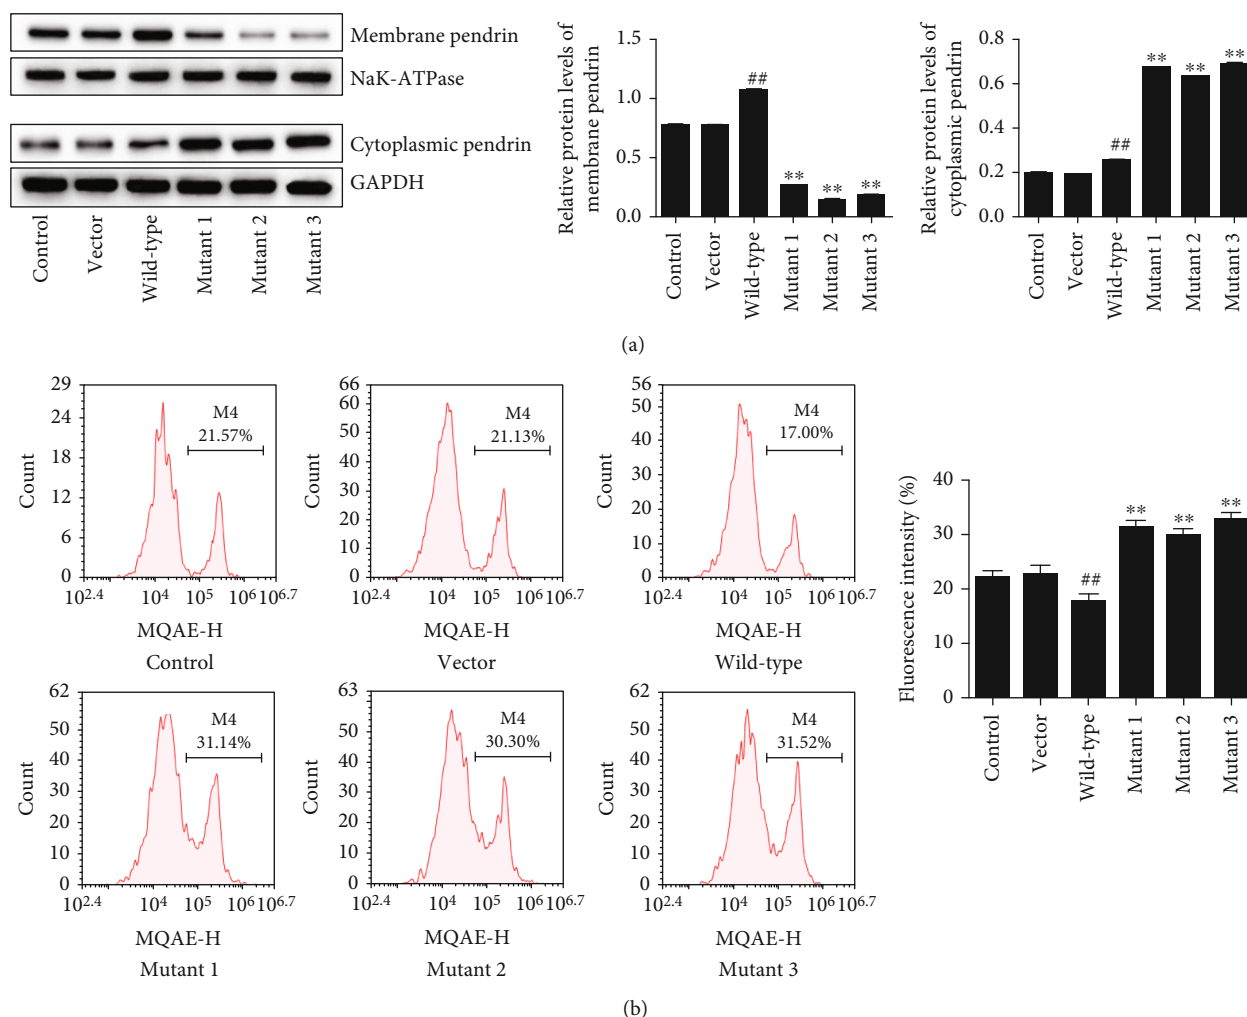 Membrane pendrin
NaK-ATPase
Cytoplasmic pendrin
GAPDH
Control
Vector
Wild-type
Mutant 1
Mutant 2
Mutant 3
Relative protein levels of
membrane pendrin
1.5
1.0
0.5
0.0
##
**
**
**
Control
Vector
Wild-type
Mutant 1
Mutant 2
Mutant 3
Relative protein levels of
cytoplasmic pendrin
0.8
0.6
0.4
0.2
0.0
##
**
**
**
Control
Vector
Wild-type
Mutant 1
Mutant 2
Mutant 3
(a)
Count
29
24
18
12
6
0
M4
21.57%
10^2.4 10^4 10^5 10^6 10^6.7
MQAE-H
Control
Count
66
60
50
40
30
20
10
0
M4
21.13%
10^2.4 10^4 10^5 10^6 10^6.7
MQAE-H
Vector
Count
56
50
40
30
20
10
0
M4
17.00%
10^2.4 10^4 10^5 10^6 10^6.7
MQAE-H
Wild-type
Count
62
50
40
30
20
10
0
M4
31.14%
10^2.4 10^4 10^5 10^6 10^6.7
MQAE-H
Mutant 1
Count
63
50
40
30
20
10
0
M4
30.30%
10^2.4 10^4 10^5 10^6 10^6.7
MQAE-H
Mutant 2
Count
62
50
40
30
20
10
0
M4
31.52%
10^2.4 10^4 10^5 10^6 10^6.7
MQAE-H
Mutant 3
Fluorescence intensity (%)
40
30
20
10
0
##
**
**
**
Control
Vector
Wild-type
Mutant 1
Mutant 2
Mutant 3
(b)